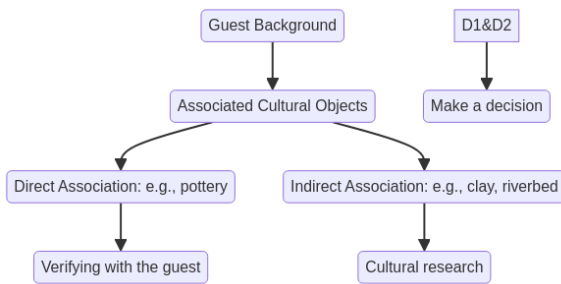 Guest Background
D1&D2
Associated Cultural Objects
Make a decision
Direct Association: e.g., pottery
Indirect Association: e.g., clay, riverbed
Verifying with the guest
Cultural research